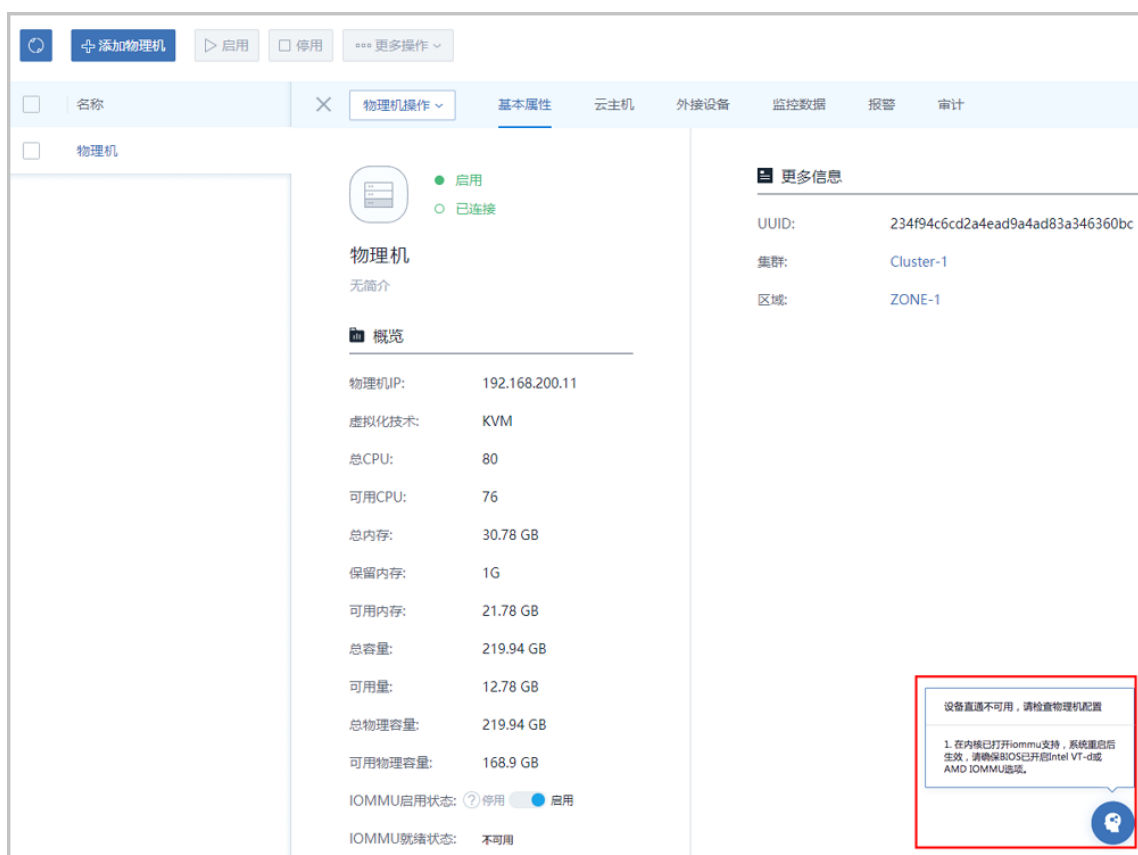 添加物理机 启用 停用 更多操作
名称 物理机操作 基本属性 云主机 外接设备 监控数据 报警 审计
物理机
启用
已连接
物理机
无简介
概览
物理机IP: 192.168.200.11
虚拟化技术: KVM
总CPU: 80
可用CPU: 76
总内存: 30.78 GB
保留内存: 1G
可用内存: 21.78 GB
总容量: 219.94 GB
可用量: 12.78 GB
总物理容量: 219.94 GB
可用物理容量: 168.9 GB
IOMMU启用状态: ? 停用 启用
IOMMU就绪状态: 不可用
更多信息
UUID: 234f94c6cd2a4ead9a4ad83a346360bc
集群: Cluster-1
区域: ZONE-1
设备直通不可用，请检查物理机配置
1. 在内核已打开iommu支持，系统重启后
生效，请确保BIOS已开启Intel VT-d或
AMD IOMMU选项。